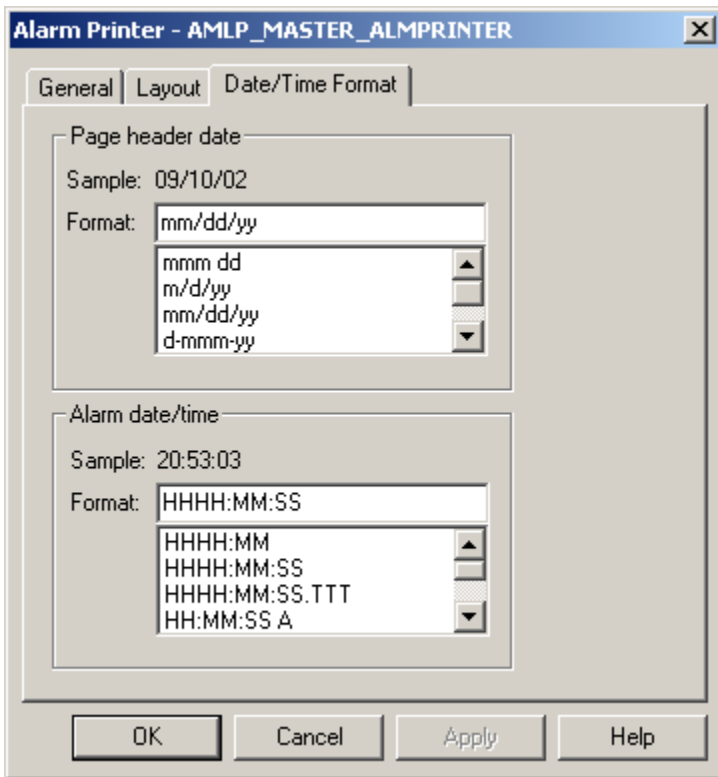 Alarm Printer - AMLP_MASTER_ALMPRINTER
General Layout Date/Time Format
Page header date
Sample: 09/10/02
Format: mm/dd/yy
mmm dd
m/d/yy
mm/dd/yy
d-mmm-yy
Alarm date/time
Sample: 20:53:03
Format: HHHH:MM:SS
HHHH:MM
HHHH:MM:SS
HHHH:MM:SS.TTT
HH:MM:SS A
OK Cancel Apply Help